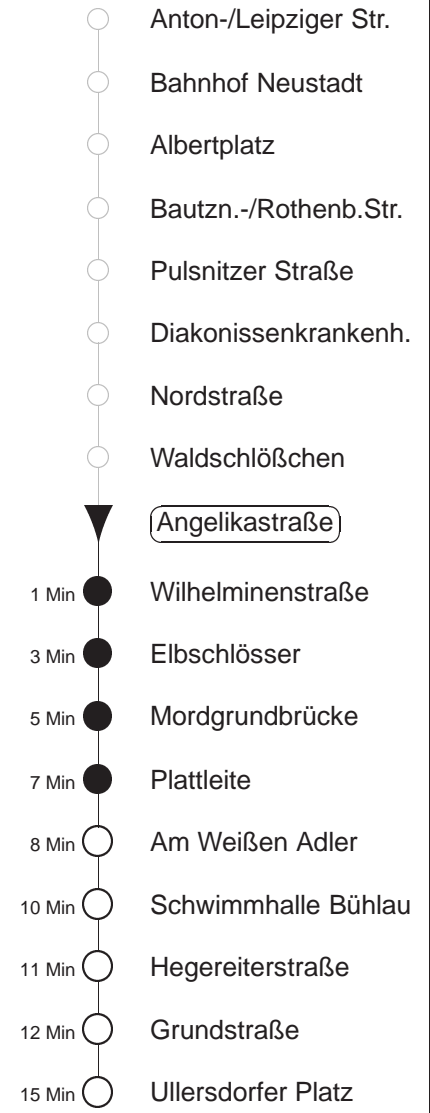 Anton-/Leipziger Str.
Bahnhof Neustadt
Albertplatz
Bautzn.-/Rothenb.Str.
Pulsnitzer Straße
Diakonissenkrankenh.
Nordstraße
Waldschlößchen
Angelikastraße
1 Min Wilhelminenstraße
3 Min Elbschlösser
5 Min Mordgrundbrücke
7 Min Plattleite
8 Min Am Weißen Adler
10 Min Schwimmhalle Bühlau
11 Min Hegereiterstraße
12 Min Grundstraße
15 Min Ullersdorfer Platz